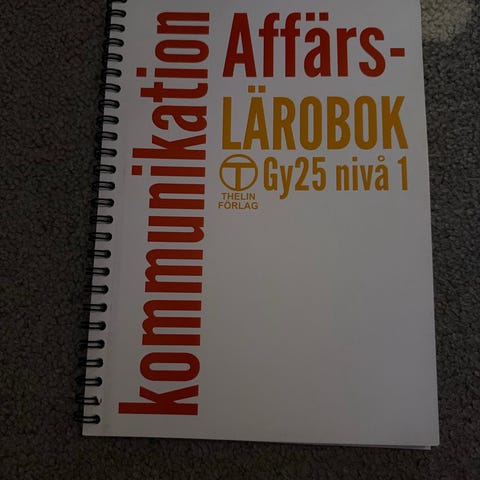 Affärs-
kommunikation
LÄROBOK
Gy25 nivå 1
THELIN
FÖRLAG